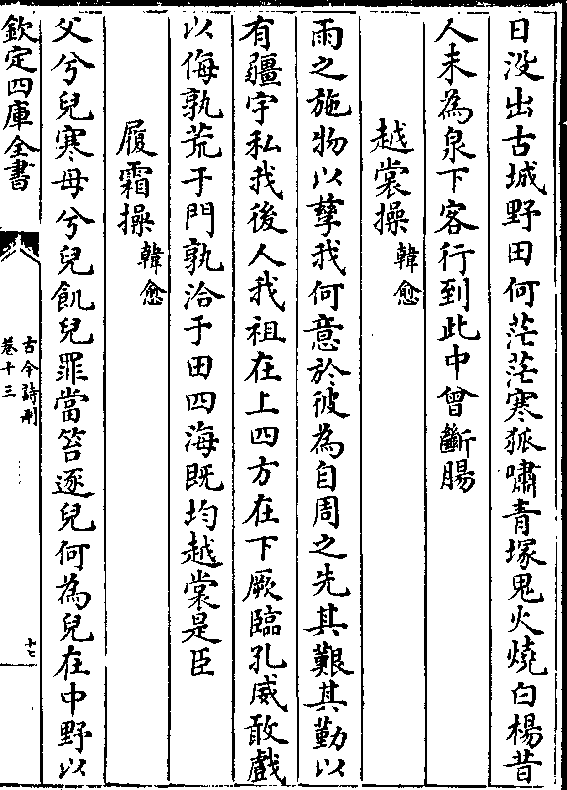 日没出古城野田何茫茫寒狐嘯青塚鬼火燒白楊昔
人未為泉下客行到此中曾斷腸
越裳操 韓愈
雨之施物以孳我何意於彼為自周之先其艱其勤以
有疆宇私我後人我祖在上四方在下厥臨孔威敢戲
以侮孰荒于門孰治于田四海既均越裳是臣
履霜操 韓愈
父兮兒寒母兮兒飢兒罪當笞逐兒何為兒在中野以
欽定四庫全書
古今詩刪
卷十三
十七